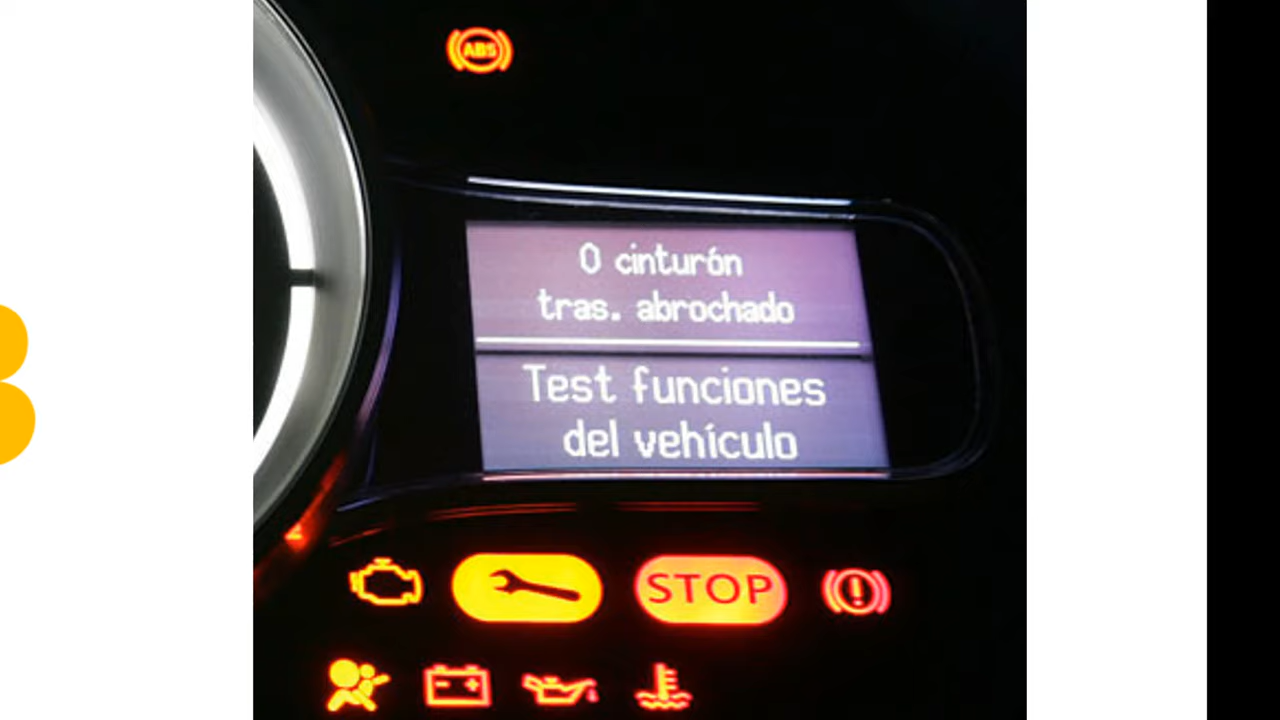 ABS
0 cinturón
tras. abrochado
Test funciones
del vehículo
STOP